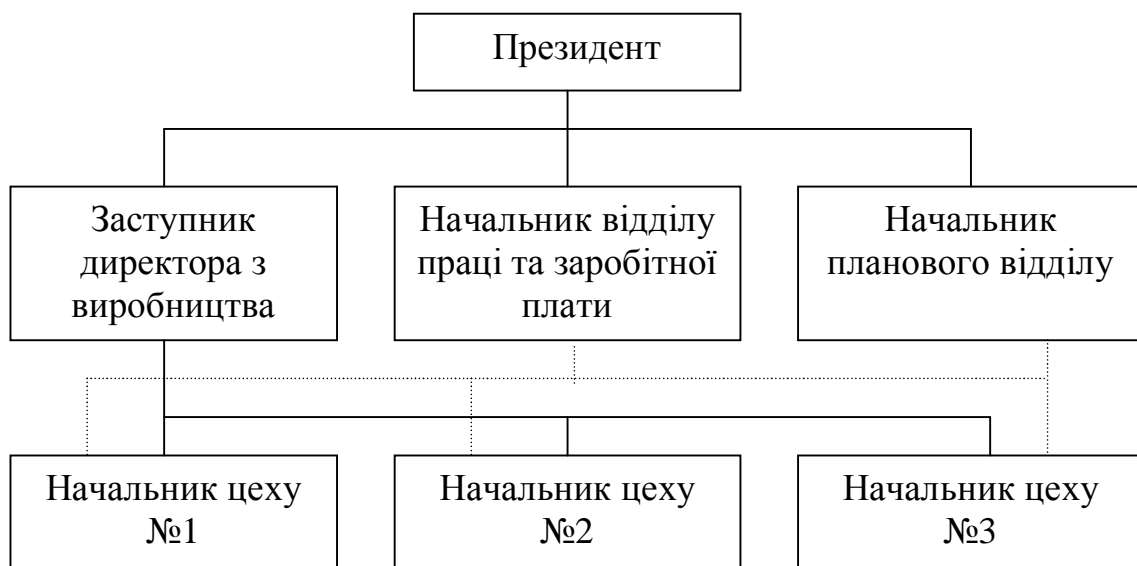 Президент
Заступник
директора з
виробництва
Начальник відділу
праці та заробітної
плати
Начальник
планового відділу
Начальник цеху
№1
Начальник цеху
№2
Начальник цеху
№3